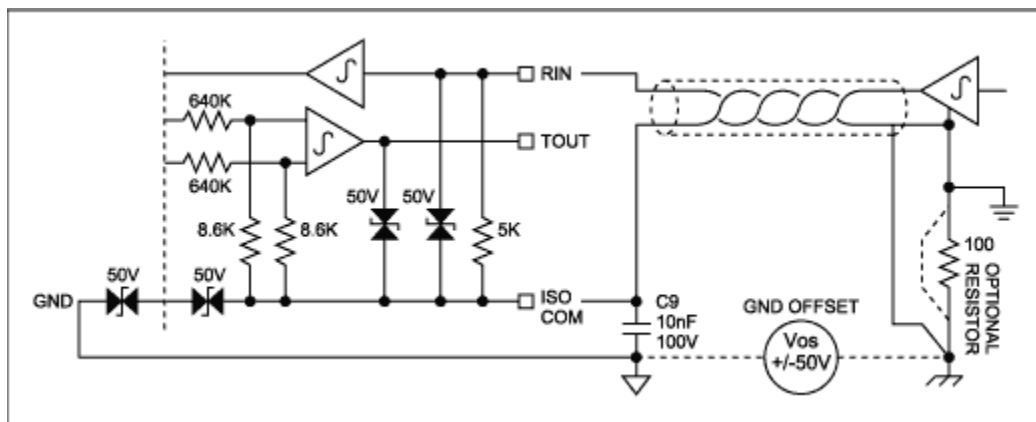 RIN
640K
TOUT
640K
50V
50V
8.6K
8.6K
5K
100
OPTIONAL
RESISTOR
50V
50V
GND
ISO
COM
C9
10nF
100V
GND OFFSET
Vos
+/-50V